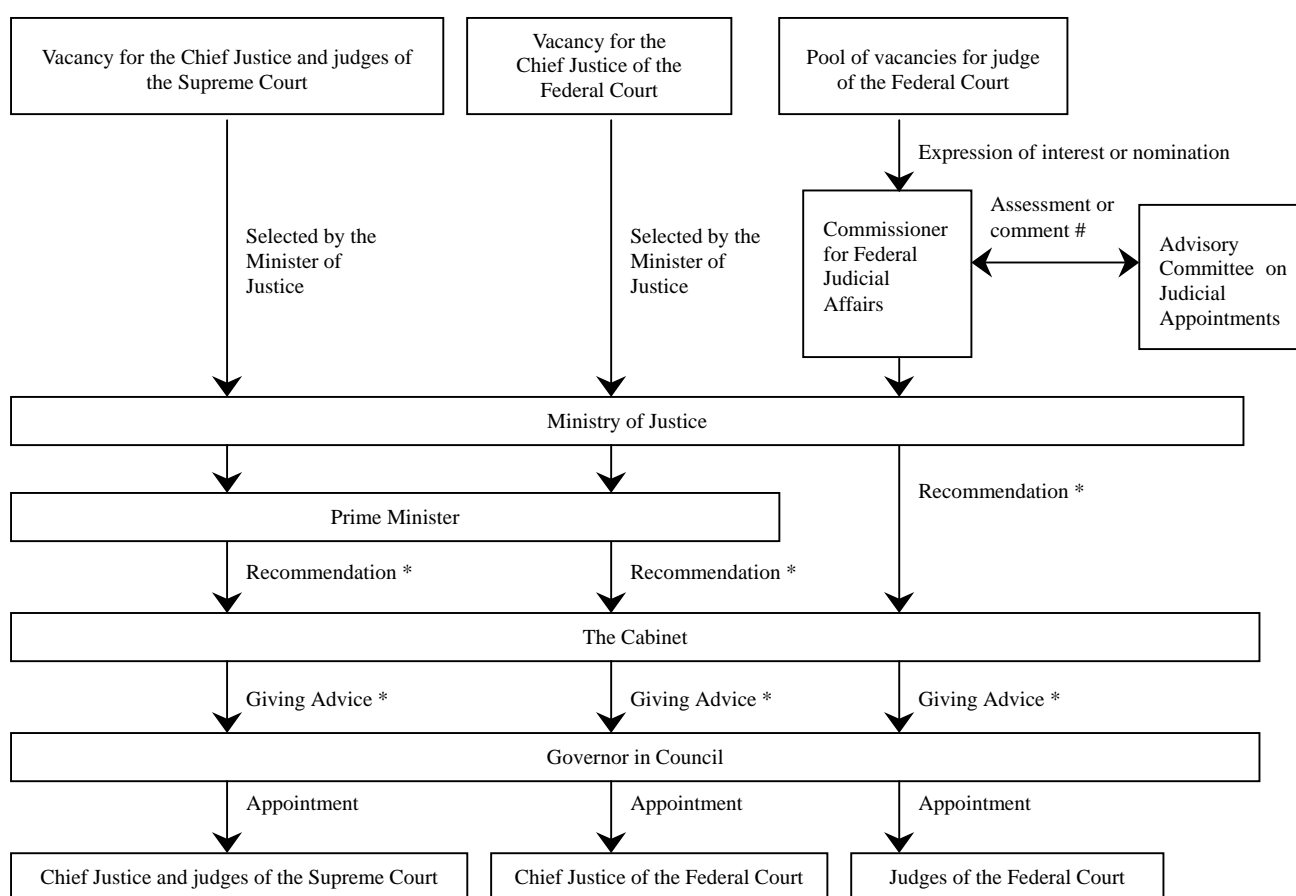 Vacancy for the Chief Justice and judges of
the Supreme Court
Vacancy for the
Chief Justice of the
Federal Court
Pool of vacancies for judge
of the Federal Court
Expression of interest or nomination
Selected by the
Minister of
Justice
Selected by the
Minister of
Justice
Commissioner
for Federal
Judicial
Affairs
Assessment or
comment #
Advisory
Committee on
Judicial
Appointments
Ministry of Justice
Prime Minister
Recommendation *
Recommendation *
Recommendation *
The Cabinet
Giving Advice *
Giving Advice *
Giving Advice *
Governor in Council
Appointment
Appointment
Appointment
Chief Justice and judges of the Supreme Court
Chief Justice of the Federal Court
Judges of the Federal Court